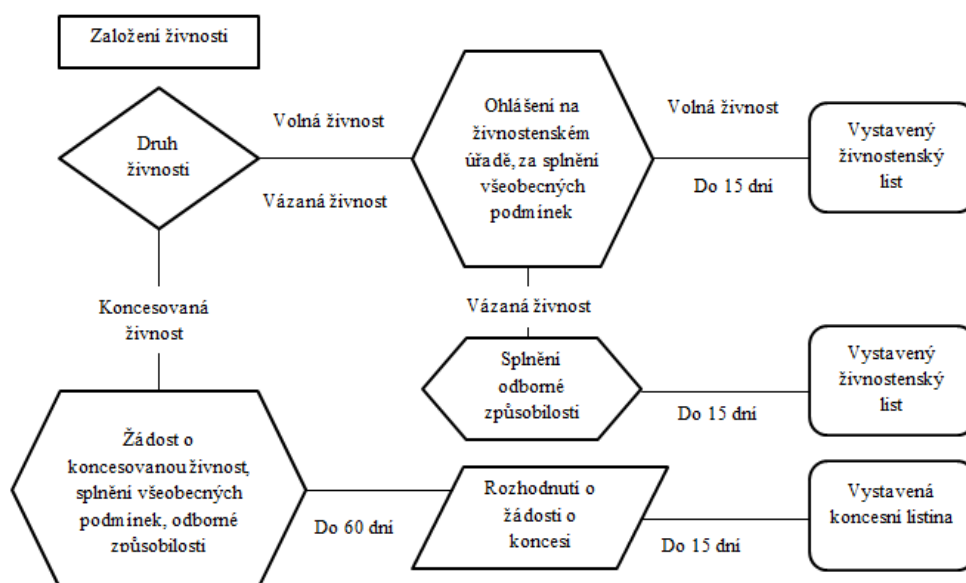 Založení živnosti
Druh
živnosti
Volná živnost
Vázaná živnost
Ohlášení na
živnostenském
úřadě, za splnění
všeobecných
podmínek
Volná živnost
Do 15 dní
Vystavený
živnostenský
list
Koncesovaná
živnost
Vázaná živnost
Splnění
odborné
způsobilosti
Do 15 dní
Vystavený
živnostenský
list
Žádost o
koncesovanou živnost,
splnění všeobecných
podmínek, odborné
způsobilosti
Do 60 dní
Rozhodnutí o
žádosti o
koncesi
Do 15 dní
Vystavená
koncesní listina